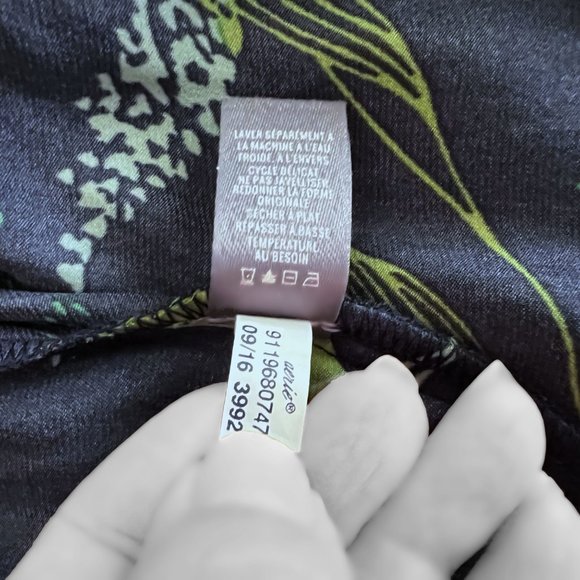 LAVER SÉPARÉMENT À
LA MACHINE À L'EAU
FROIDE, À L'ENVERS
CYCLE DÉLICAT
NE PAS JAVELLISER
REDONNER LA FORME
ORIGINALE
SÉCHER À PLAT
REPASSER À BASSE
TEMPÉRATURE
AU BESOIN
aerie®
9119680747
09/16 3992